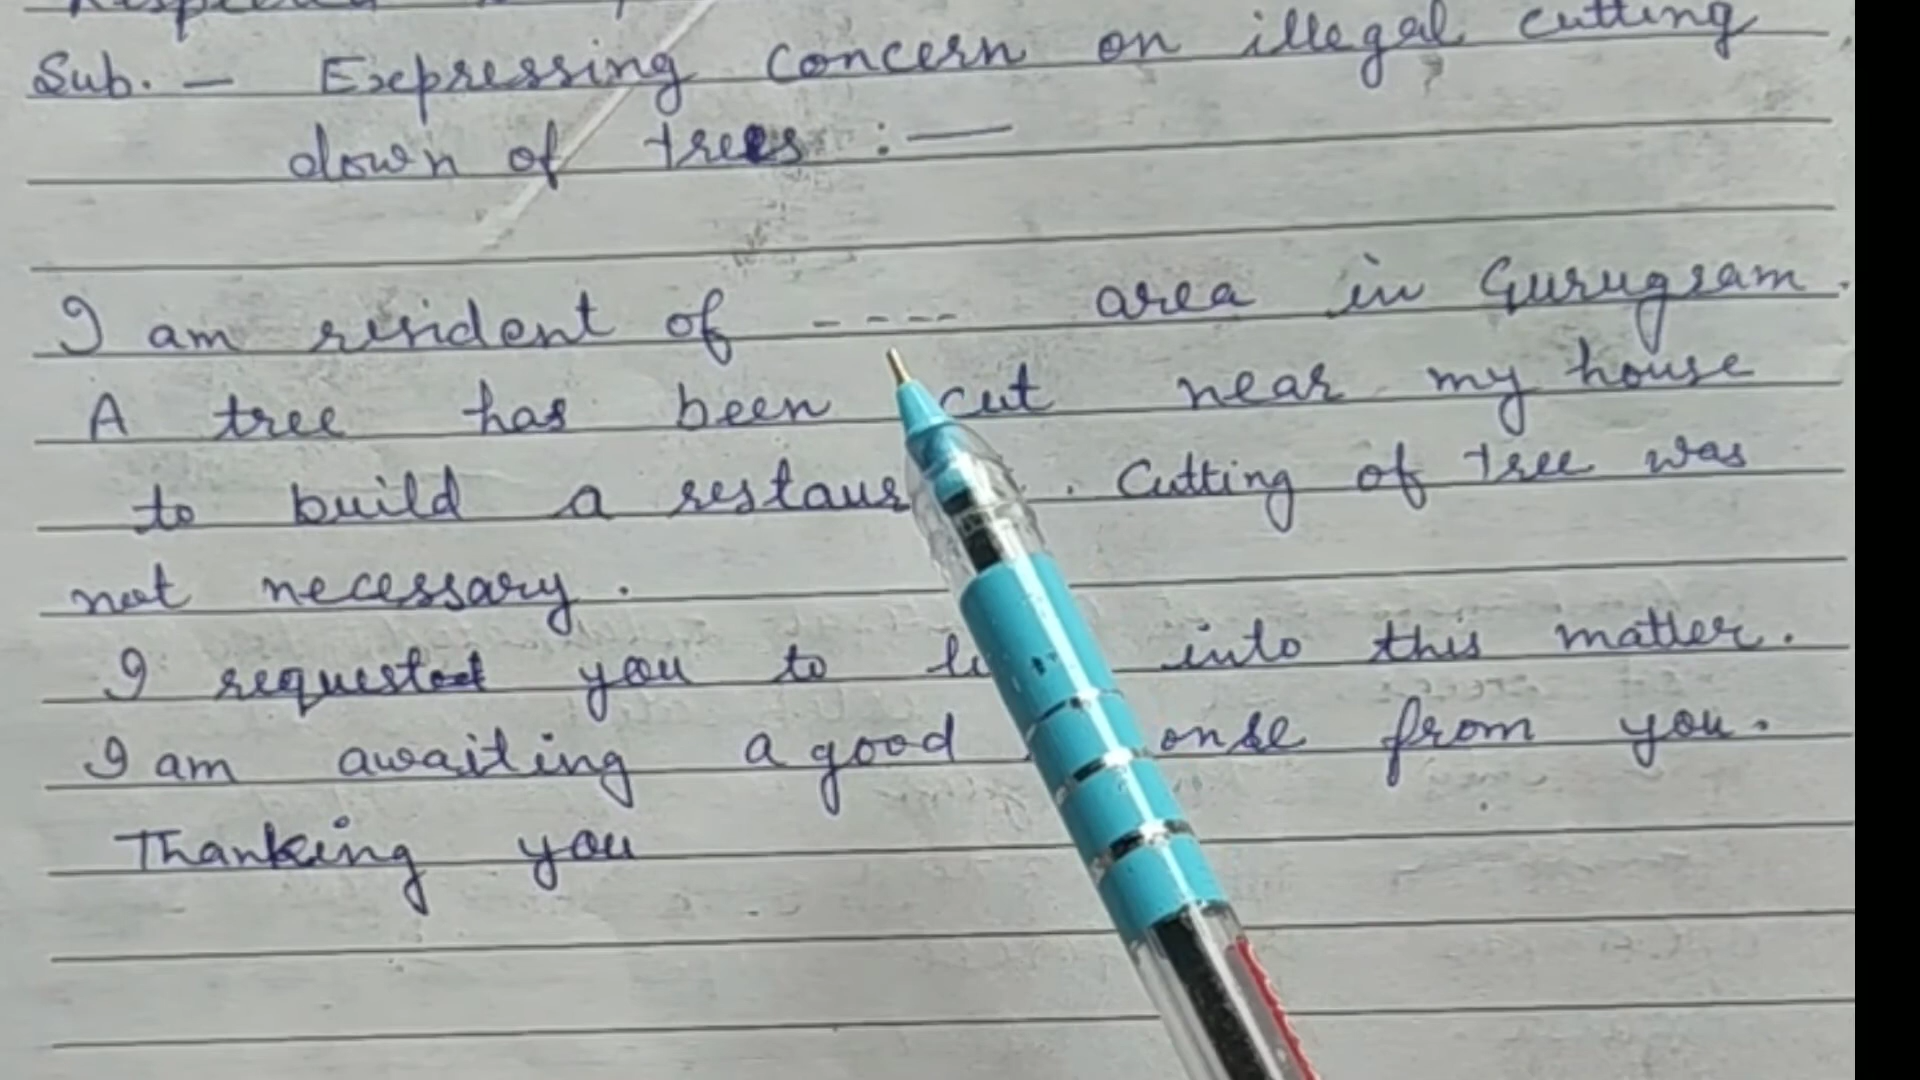 Respected
Sub. - Expressing concern on illegal cutting
down of trees :-
I am resident of ---- area in Gurugram.
A tree has been cut near my house
to build a . Cutting of tree was
not necessary.
I requested you to into this matter.
I am awaiting a good from you.
Thanking you